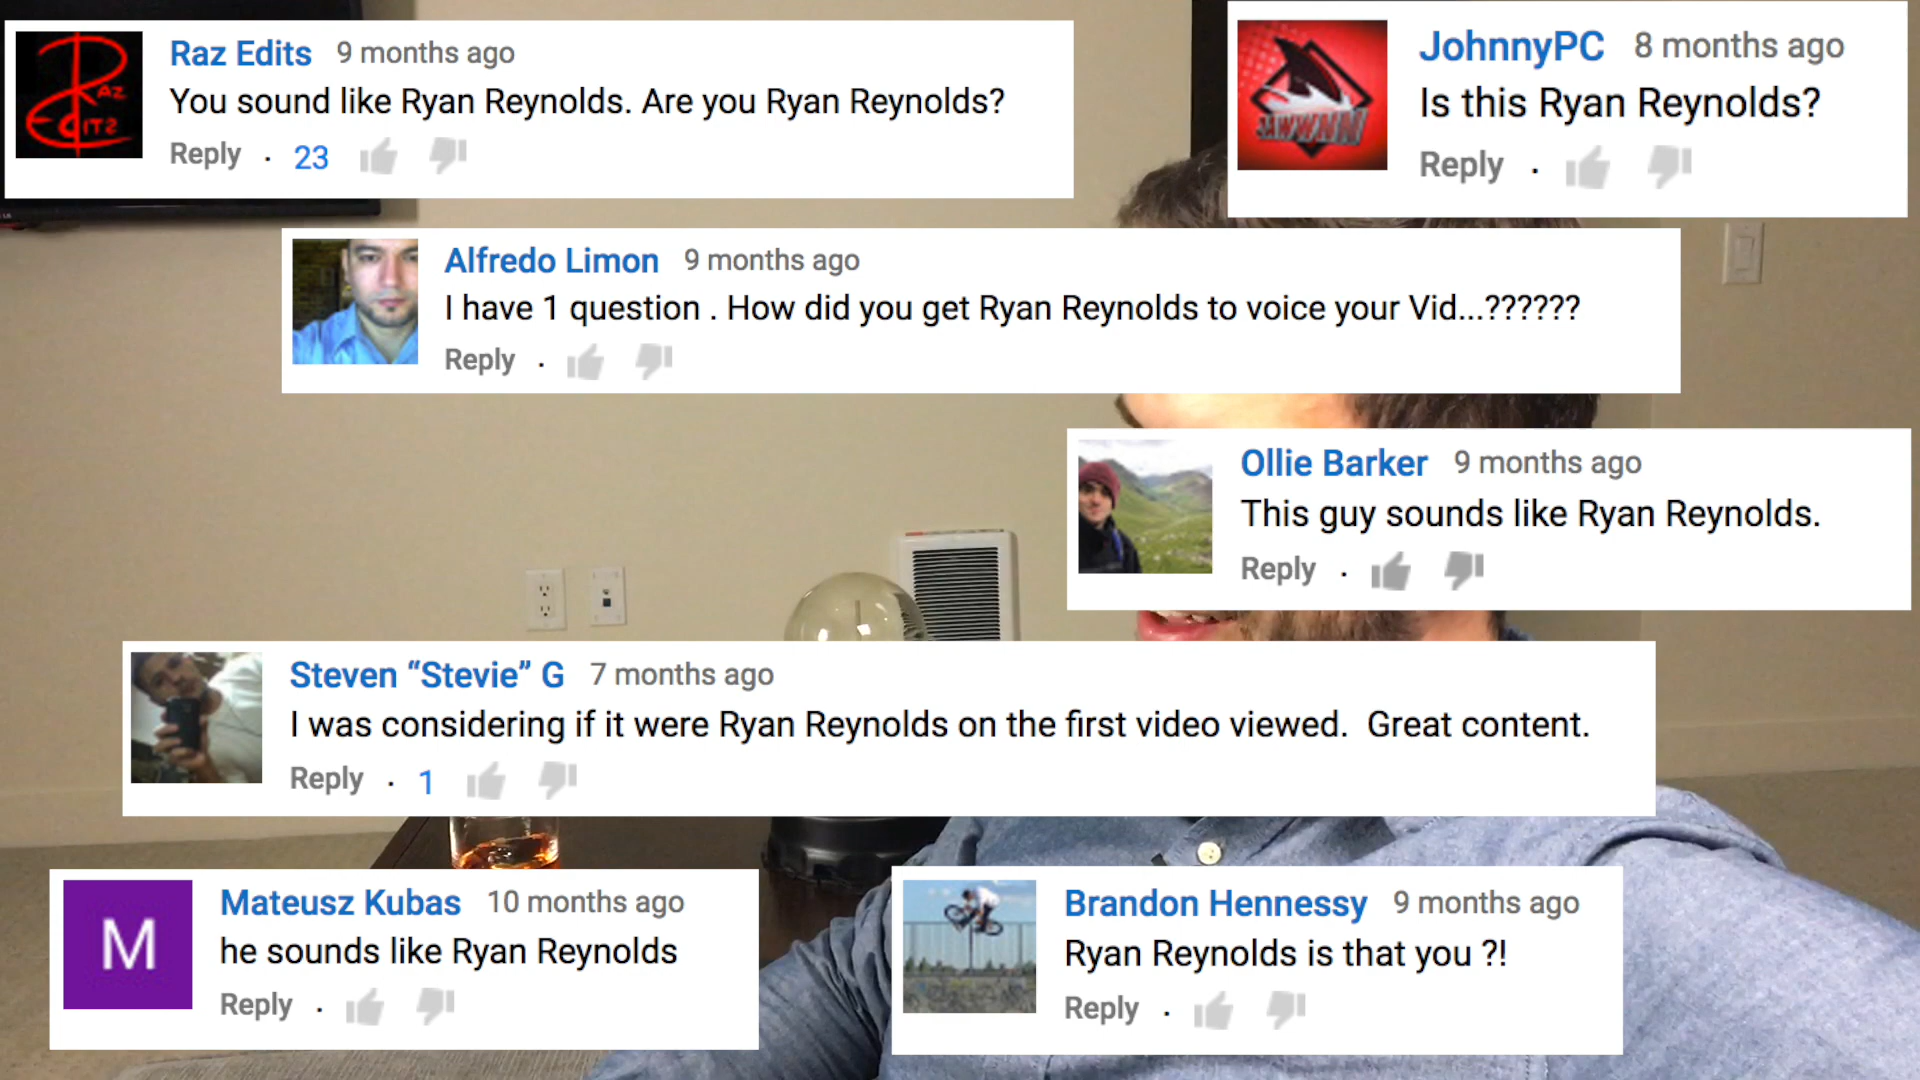 Raz Edits 9 months ago
You sound like Ryan Reynolds. Are you Ryan Reynolds?
Reply · 23
JohnnyPC 8 months ago
Is this Ryan Reynolds?
Reply ·
Alfredo Limon 9 months ago
I have 1 question . How did you get Ryan Reynolds to voice your Vid...??????
Reply ·
Ollie Barker 9 months ago
This guy sounds like Ryan Reynolds.
Reply ·
Steven “Stevie” G 7 months ago
I was considering if it were Ryan Reynolds on the first video viewed.  Great content.
Reply · 1
M
Mateusz Kubas 10 months ago
he sounds like Ryan Reynolds
Reply ·
Brandon Hennessy 9 months ago
Ryan Reynolds is that you ?!
Reply ·